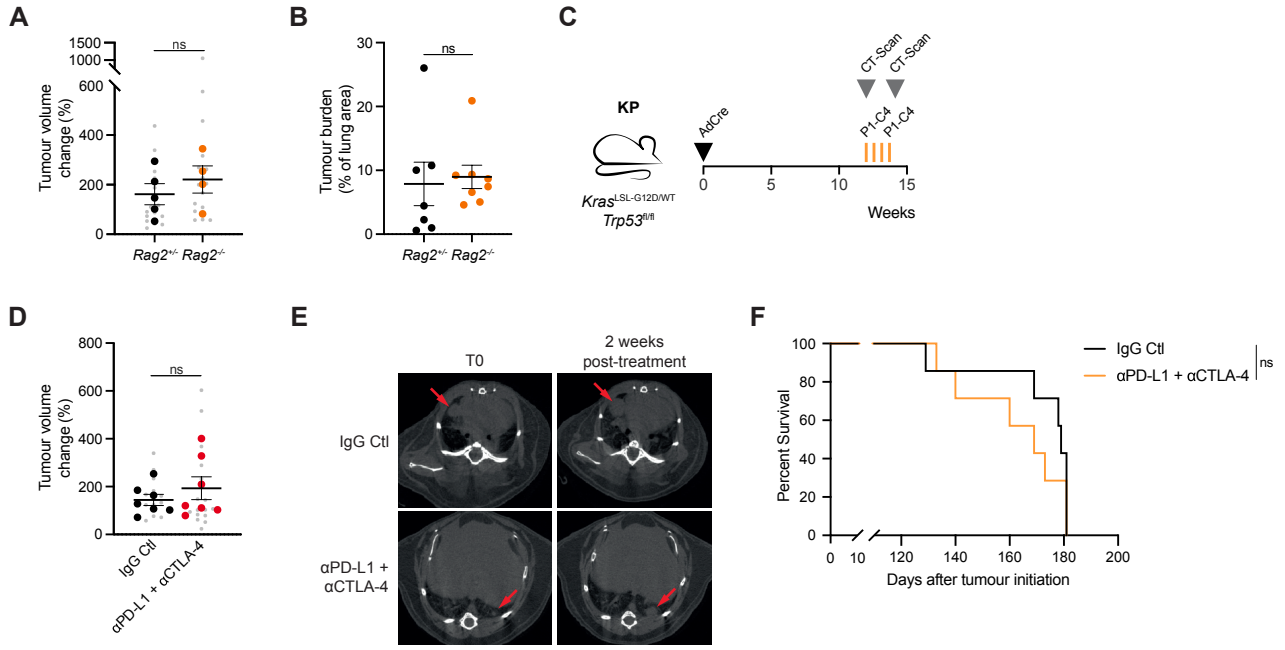 A
Tumour volume
change (%)
1500
1000
600
400
200
0
ns
Rag2+/- Rag2-/-
B
Tumour burden
(% of lung area)
30
20
10
0
ns
Rag2+/- Rag2-/-
C
KP
KrasLSL-G12D/WT
Trp53fl/fl
AdCre
CT-Scan
CT-Scan
P1-C4
P1-C4
0 5 10 15
Weeks
D
Tumour volume
change (%)
800
600
400
200
0
ns
IgG Ctl
αPD-L1 + αCTLA-4
E
T0
2 weeks
post-treatment
IgG Ctl
αPD-L1 +
αCTLA-4
F
Percent Survival
100
80
60
40
20
0
0 10 120 140 160 180 200
Days after tumour initiation
IgG Ctl
αPD-L1 + αCTLA-4
ns